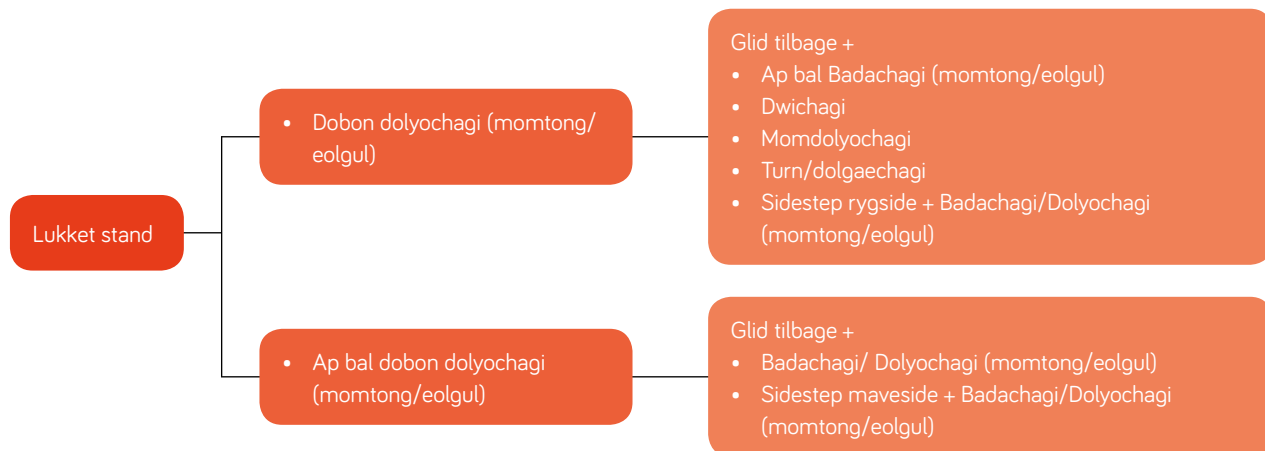 Lukket stand
• Dobon dolyochagi (momtong/
eolgul)
Glid tilbage +
• Ap bal Badachagi (momtong/eolgul)
• Dwichagi
• Momdolyochagi
• Turn/dolgaechagi
• Sidestep rygside + Badachagi/Dolyochagi
(momtong/eolgul)
• Ap bal dobon dolyochagi
(momtong/eolgul)
Glid tilbage +
• Badachagi/ Dolyochagi (momtong/eolgul)
• Sidestep maveside + Badachagi/Dolyochagi
(momtong/eolgul)